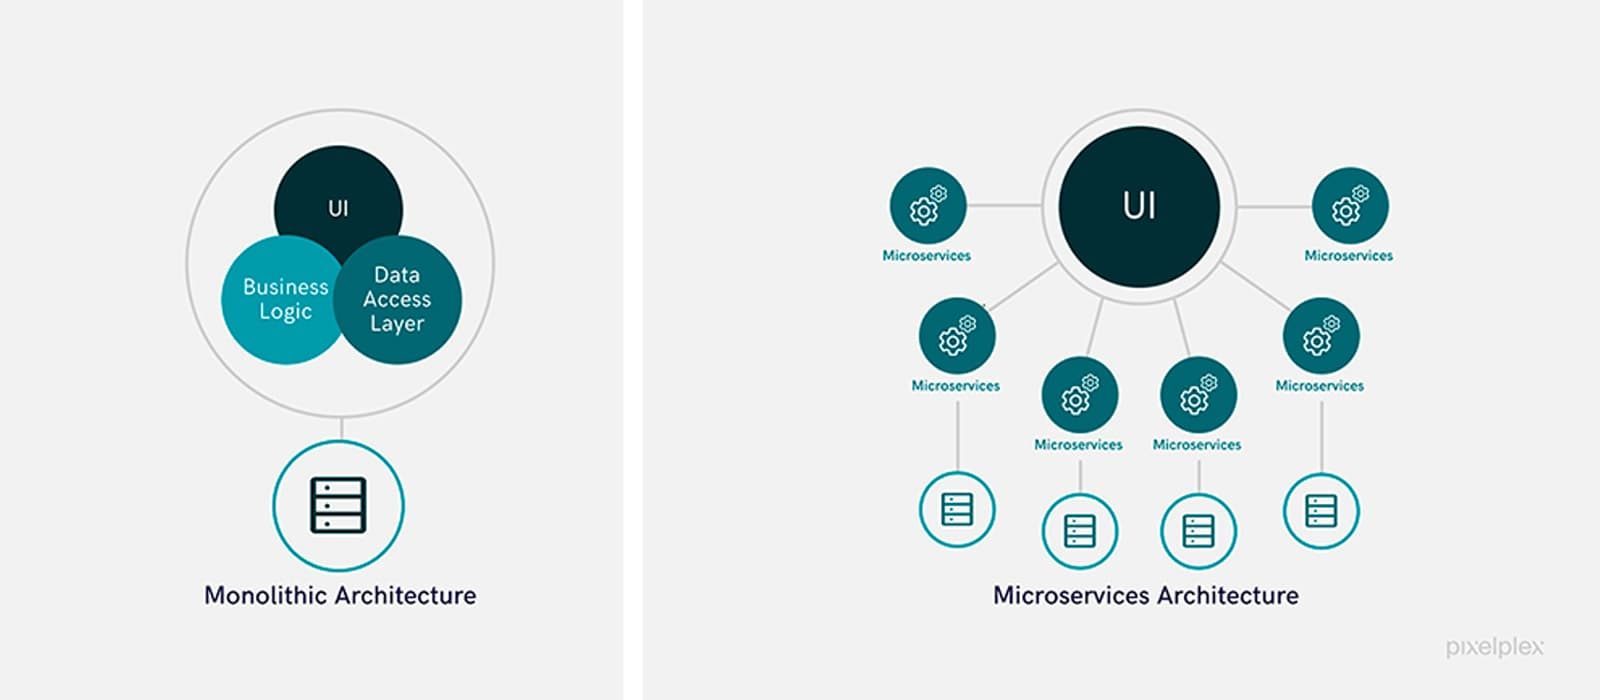 UI
Business
Logic
Data
Access
Layer
Monolithic Architecture
UI
Microservices
Microservices
Microservices
Microservices
Microservices
Microservices
Microservices Architecture
pixelplex